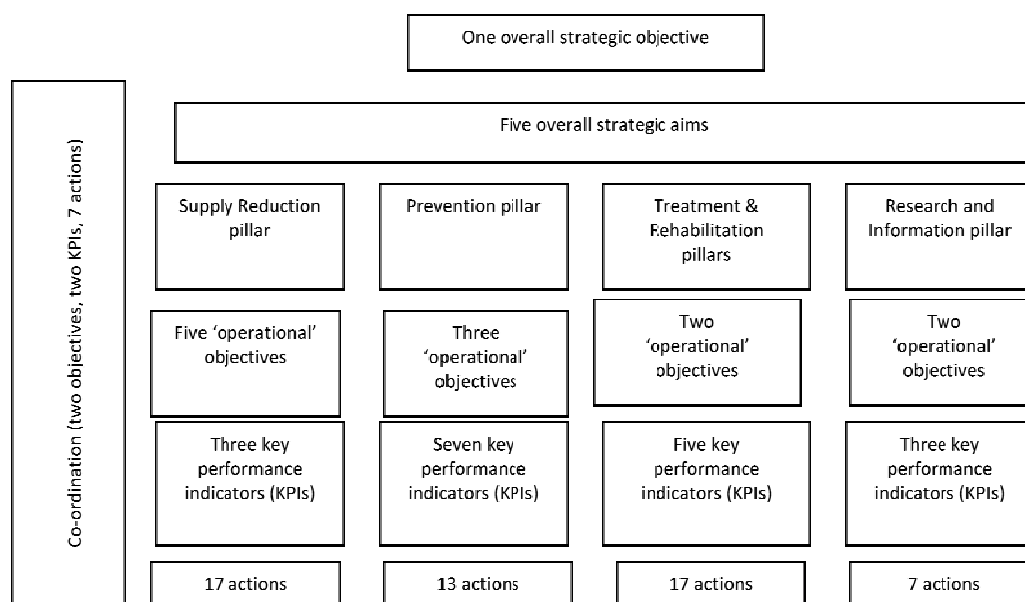 One overall strategic objective
Co-ordination (two objectives, two KPIs, 7 actions)
Five overall strategic aims
Supply Reduction
pillar
Prevention pillar
Treatment &
Rehabilitation
pillars
Research and
Information pillar
Five ‘operational’
objectives
Three
‘operational’
objectives
Two
‘operational’
objectives
Two
‘operational’
objectives
Three key
performance
indicators (KPIs)
Seven key
performance
indicators (KPIs)
Five key
performance
indicators (KPIs)
Three key
performance
indicators (KPIs)
17 actions
13 actions
17 actions
7 actions